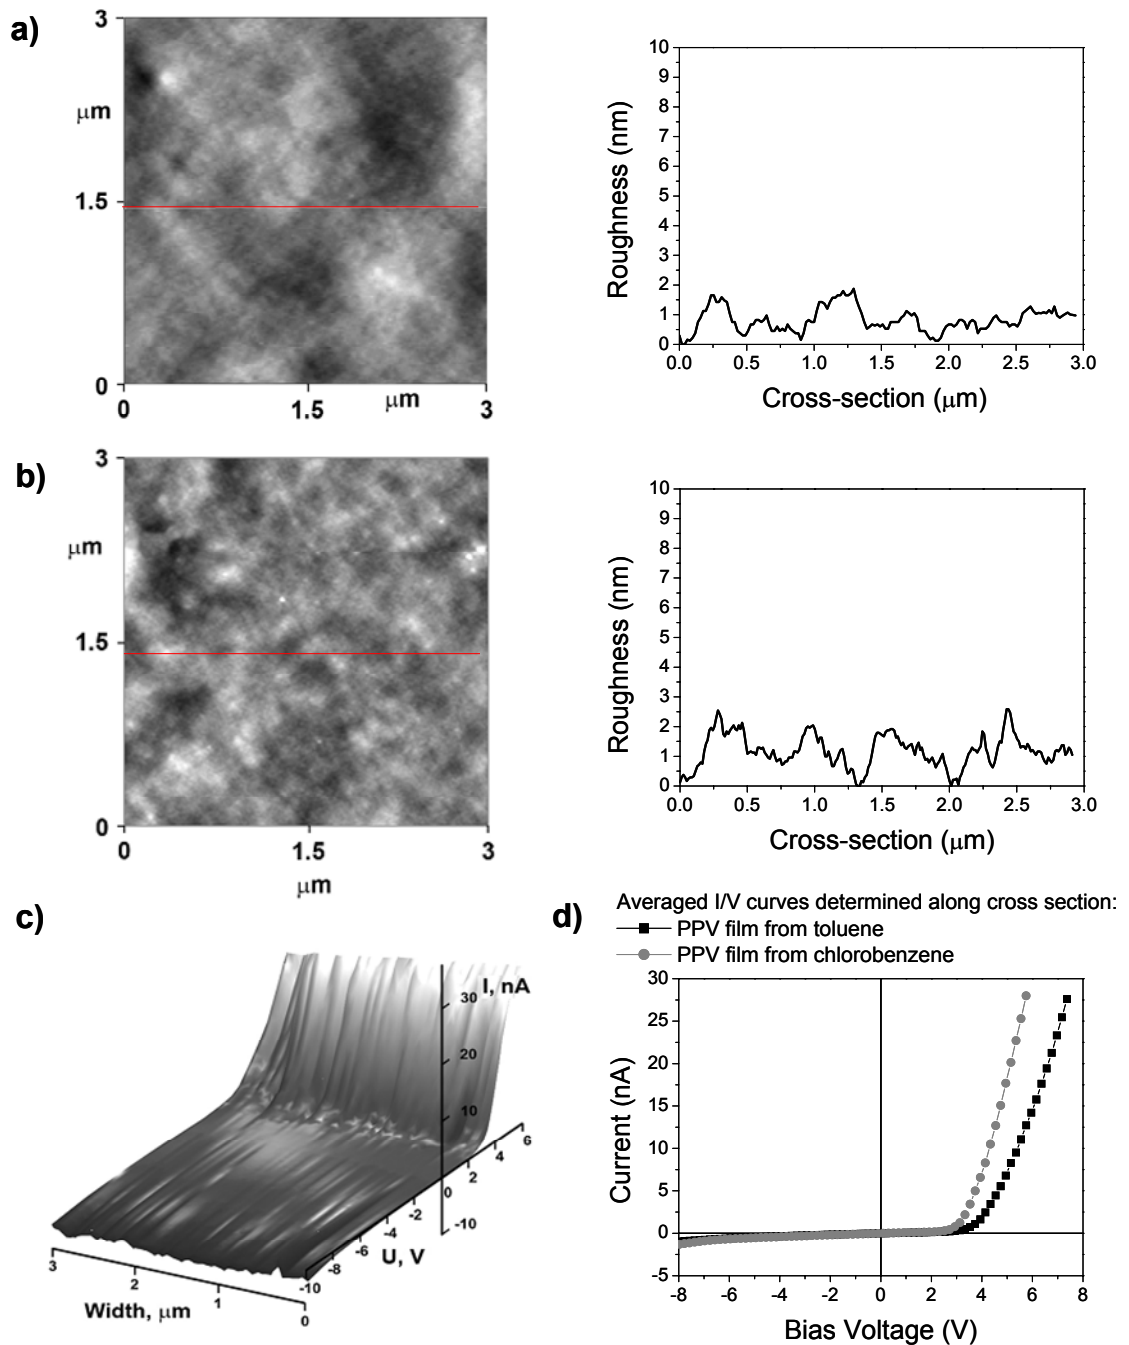 a)
3
μm
1.5
0
0
1.5
μm
3
10
9
8
7
6
5
4
3
2
1
0
Roughness (nm)
0.0 0.5 1.0 1.5 2.0 2.5 3.0
Cross-section (μm)
b)
3
μm
1.5
0
0
1.5
3
μm
10
9
8
7
6
5
4
3
2
1
0
Roughness (nm)
0.0 0.5 1.0 1.5 2.0 2.5 3.0
Cross-section (μm)
c)
I, nA
30
20
10
-10
6
4
2
0
-2
-4
-6
-8
-10
U, V
3
2
1
0
Width, μm
d)
Averaged I/V curves determined along cross section:
PPV film from toluene
PPV film from chlorobenzene
30
25
20
15
10
5
0
-5
Current (nA)
-8 -6 -4 -2 0 2 4 6 8
Bias Voltage (V)